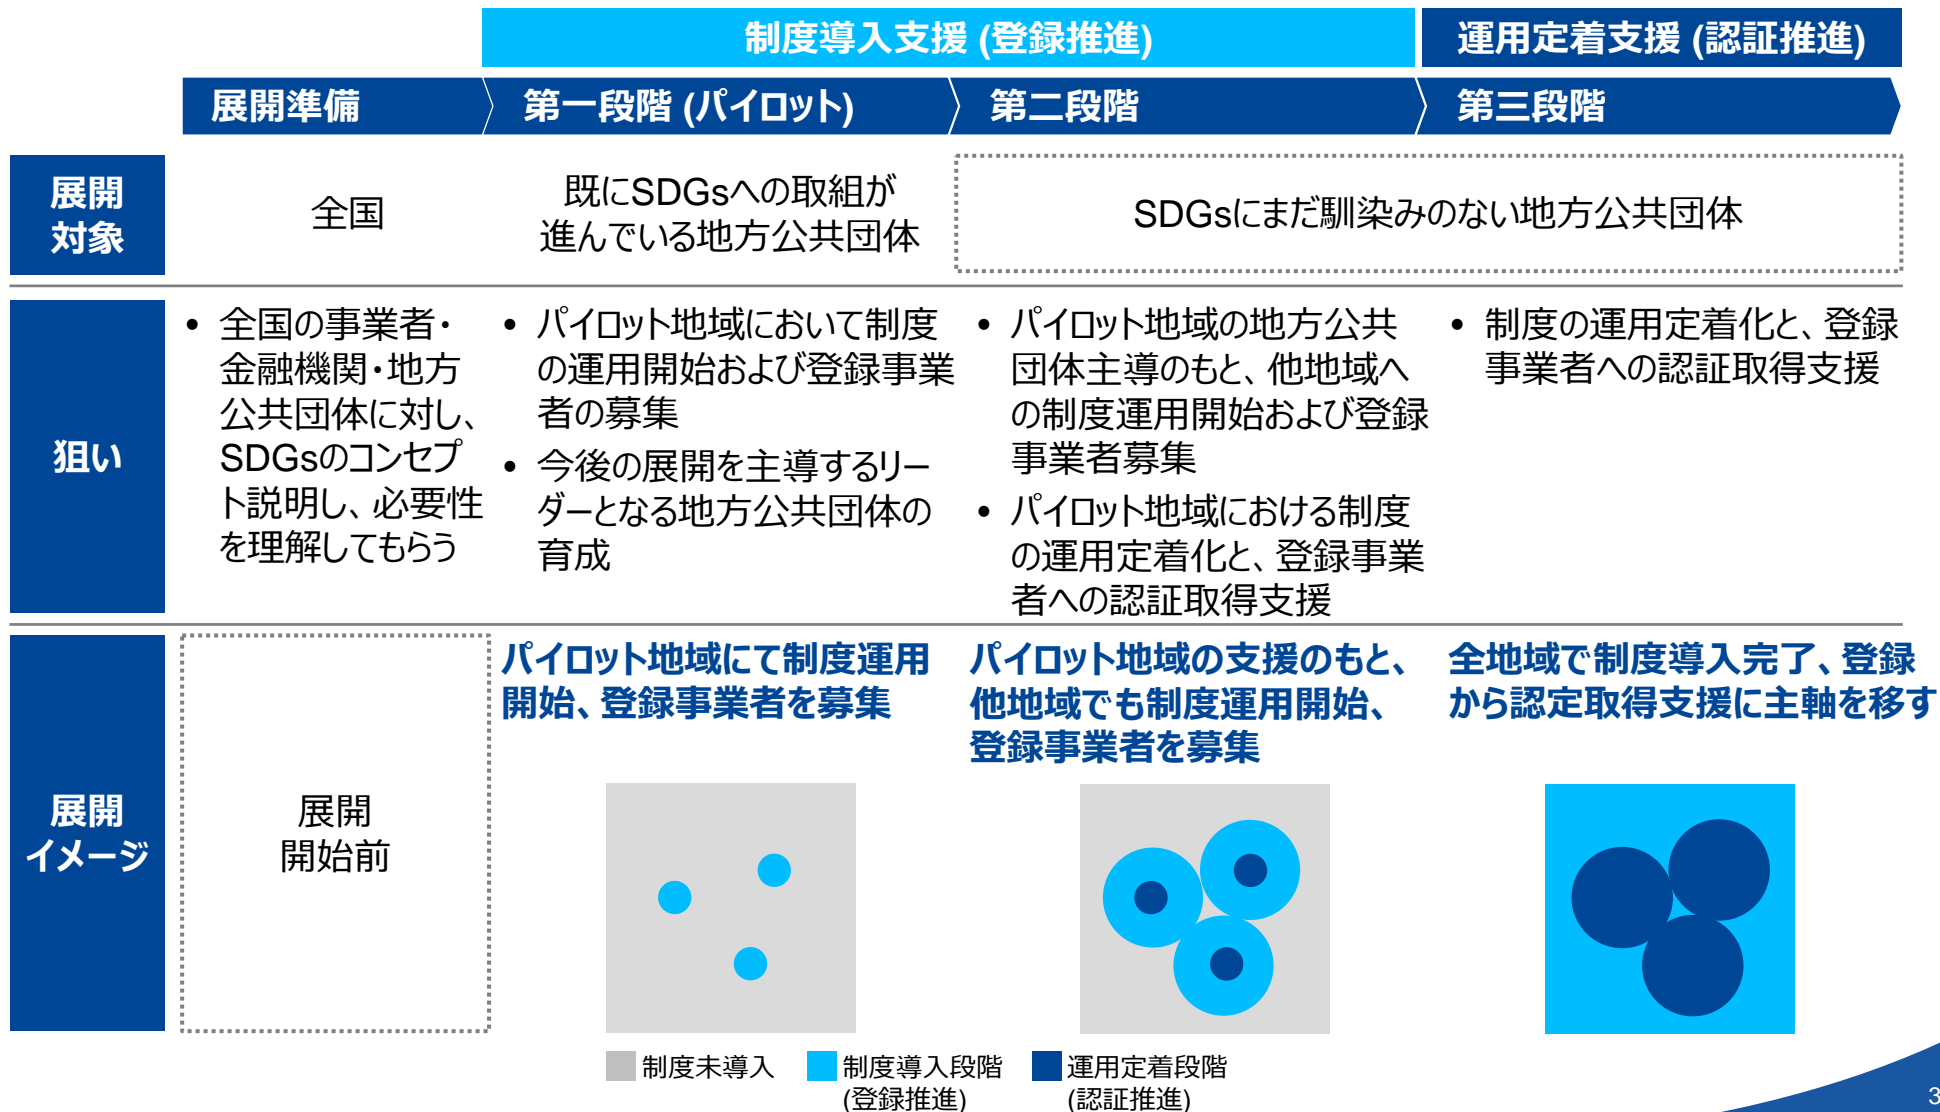 制度導入支援 (登録推進)
運用定着支援 (認証推進)
展開準備
第一段階 (パイロット)
第二段階
第三段階
展開
対象
全国
既にSDGsへの取組が
進んでいる地方公共団体
SDGsにまだ馴染みのない地方公共団体
狙い
• 全国の事業者・
金融機関・地方
公共団体に対し、
SDGsのコンセプ
ト説明し、必要性
を理解してもらう
• パイロット地域において制度
の運用開始および登録事業
者の募集
• 今後の展開を主導するリー
ダーとなる地方公共団体の
育成
• パイロット地域の地方公共
団体主導のもと、他地域へ
の制度運用開始および登録
事業者募集
• パイロット地域における制度
の運用定着化と、登録事業
者への認証取得支援
• 制度の運用定着化と、登録
事業者への認証取得支援
展開
イメージ
展開
開始前
パイロット地域にて制度運用
開始、登録事業者を募集
パイロット地域の支援のもと、
他地域でも制度運用開始、
登録事業者を募集
全地域で制度導入完了、登録
から認定取得支援に主軸を移す
制度未導入
制度導入段階
(登録推進)
運用定着段階
(認証推進)
3